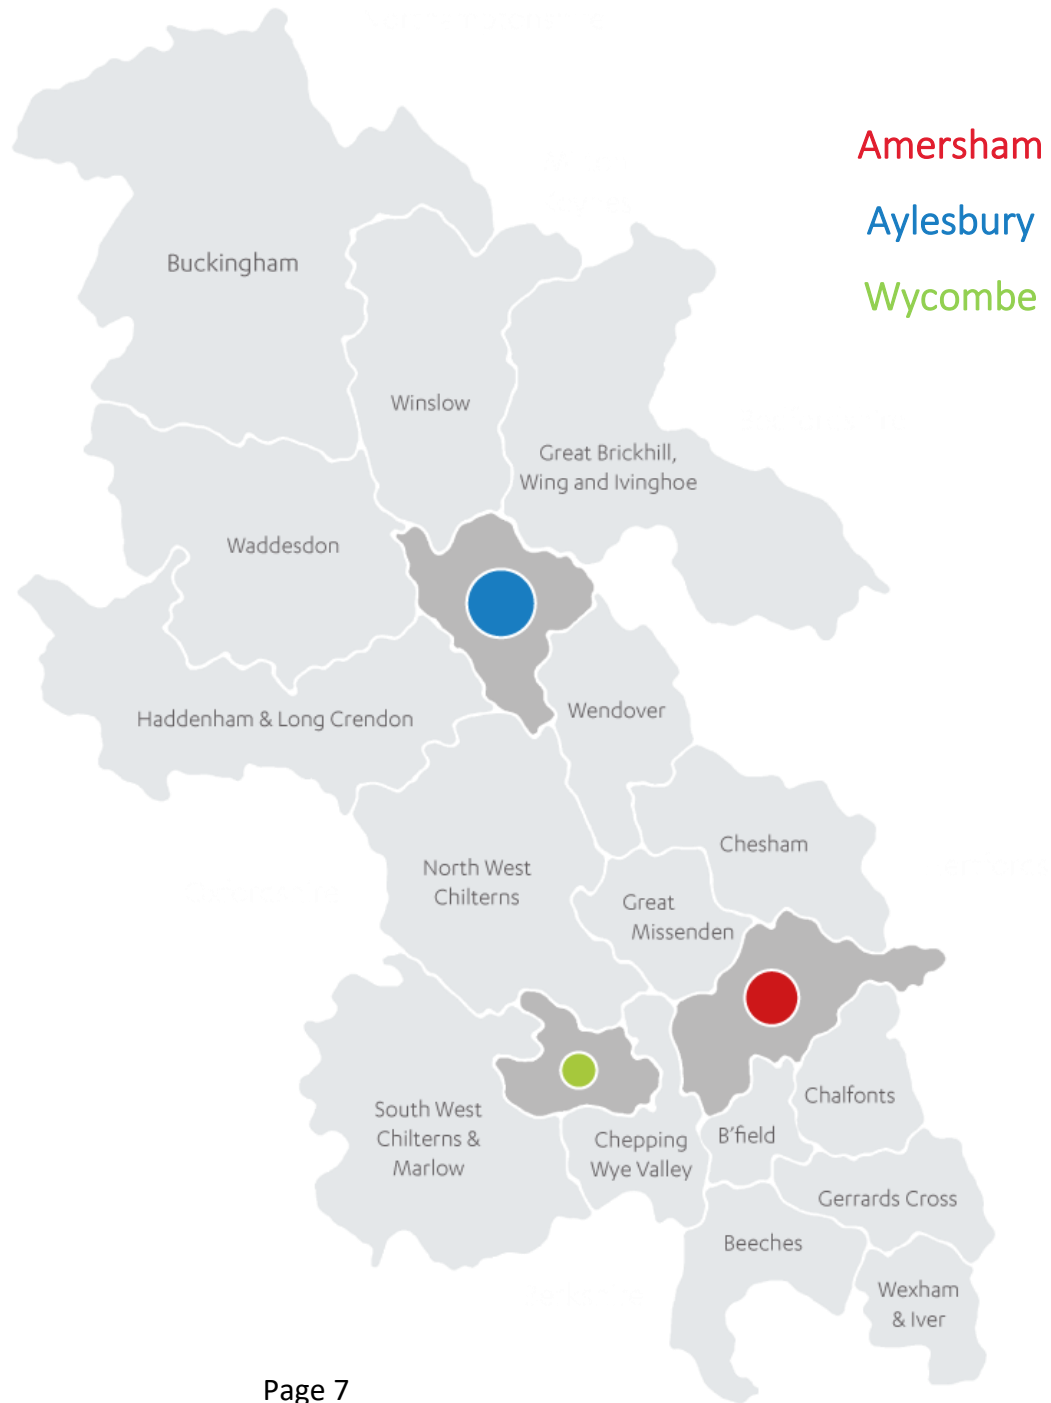 Amersham
Aylesbury
Wycombe
Buckingham
Winslow
Great Brickhill,
Wing and Ivinghoe
Waddesdon
Haddenham & Long Crendon
Wendover
Chesham
North West
Chilterns
Great
Missenden
South West
Chilterns &
Marlow
Chepping
Wye Valley
B'field
Chalfonts
Gerrards Cross
Beeches
Wexham
& Iver
Page 7